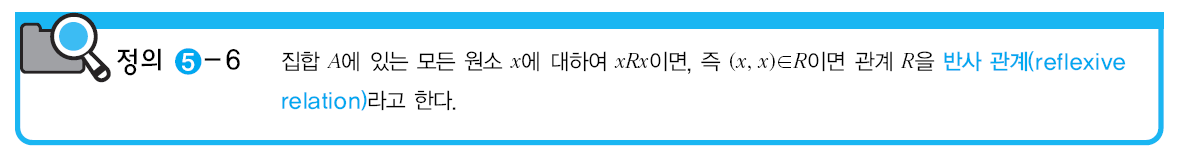 정의 5-6 집합 A에 있는 모든 원소 x에 대하여 xRx이면, 즉 (x, x)∈R이면 관계 R을 반사 관계(reflexive
relation)라고 한다.